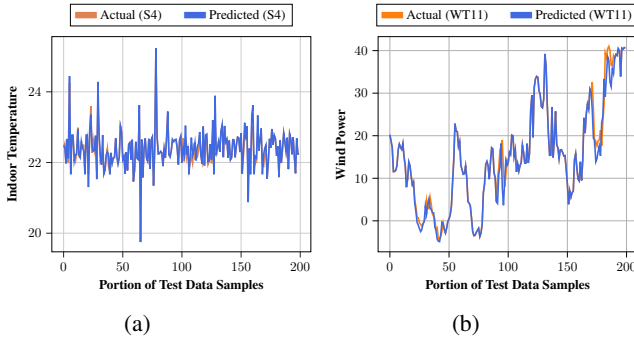 Actual (S4) Predicted (S4)
24
22
20
Indoor Temperature
0 50 100 150 200
Portion of Test Data Samples
(a)
Actual (WT11) Predicted (WT11)
40
30
20
10
0
Wind Power
0 50 100 150 200
Portion of Test Data Samples
(b)